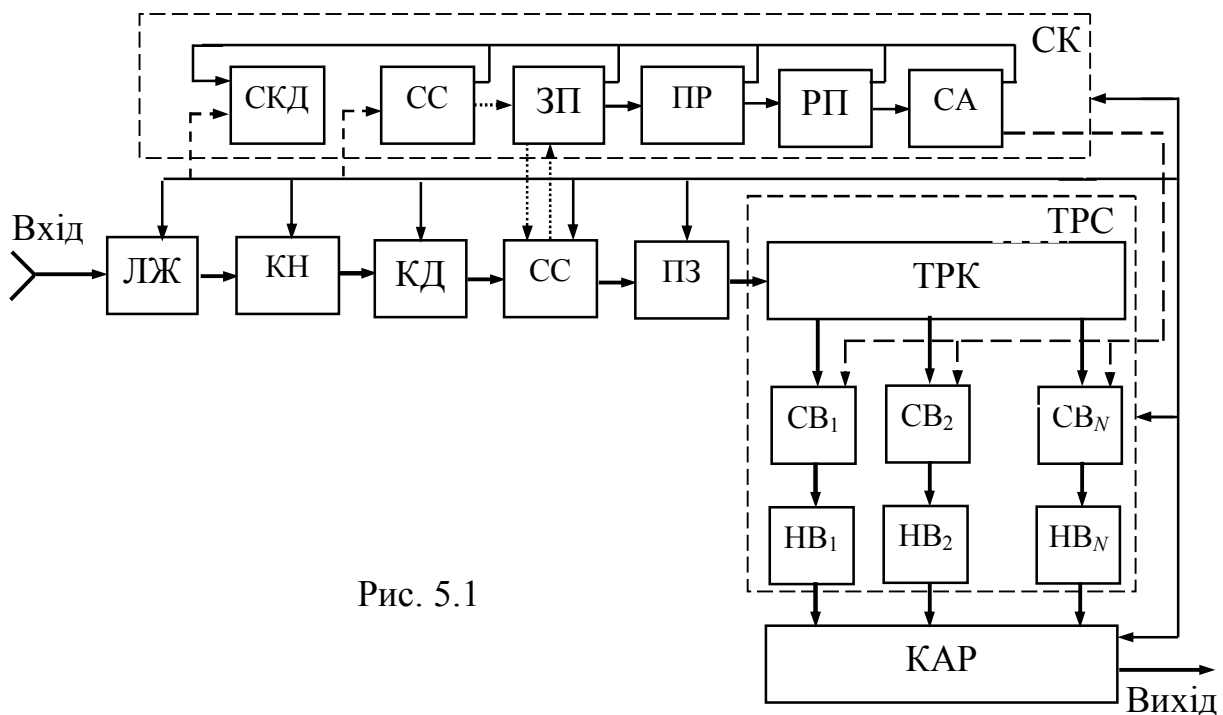 СК
СКД
СС
ЗП
ПР
РП
СА
Вхід
ЛЖ
КН
КД
СС
ПЗ
ТРС
ТРК
СВ1
СВ2
СВN
НВ1
НВ2
НВN
Рис. 5.1
КАР
Вихід